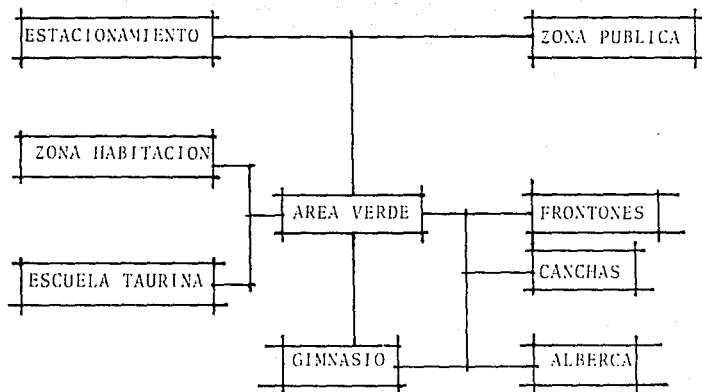 ESTACIONAMIENTO
ZONA PUBLICA
ZONA HABITACION
AREA VERDE
FRONTONES
ESCUELA TAURINA
CANCHAS
GIMNASIO
ALBERCA